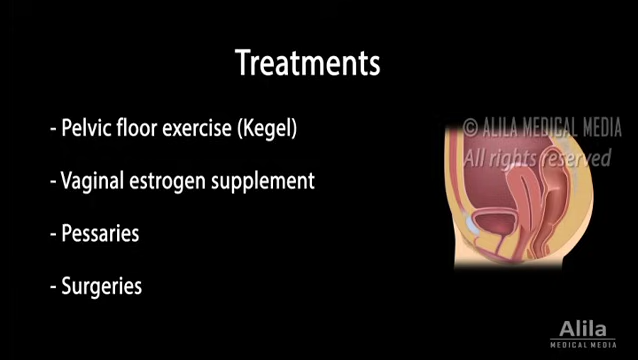 Treatments
- Pelvic floor exercise (Kegel)
- Vaginal estrogen supplement
- Pessaries
- Surgeries
© ALILA MEDICAL MEDIA
All rights reserved
Alila
MEDICAL MEDIA